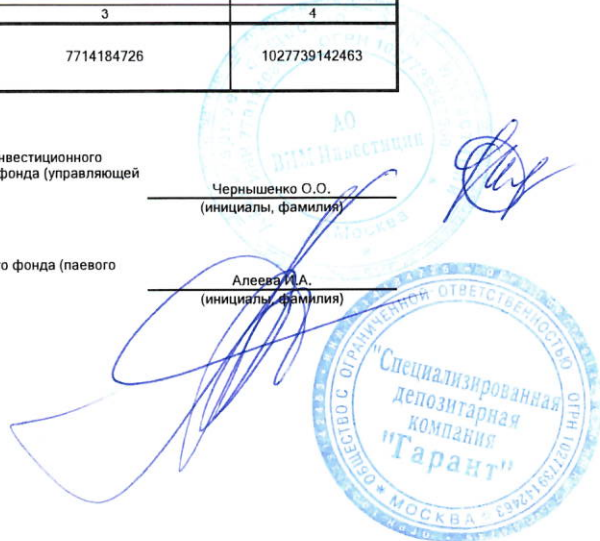 3 4
7714184726 1027739142463
АО
ВИМ Инвестиции
Москва
нвестиционного
фонда (управляющей
Чернышенко О.О.
(инициалы, фамилия)
го фонда (паевого
Алеева И.А.
(инициалы, фамилия)
ОБЩЕСТВО С ОГРАНИЧЕННОЙ ОТВЕТСТВЕННОСТЬЮ ОГРН 1027739142463
"Специализированная
депозитарная
компания
"Гарант"
* МОСКВА *